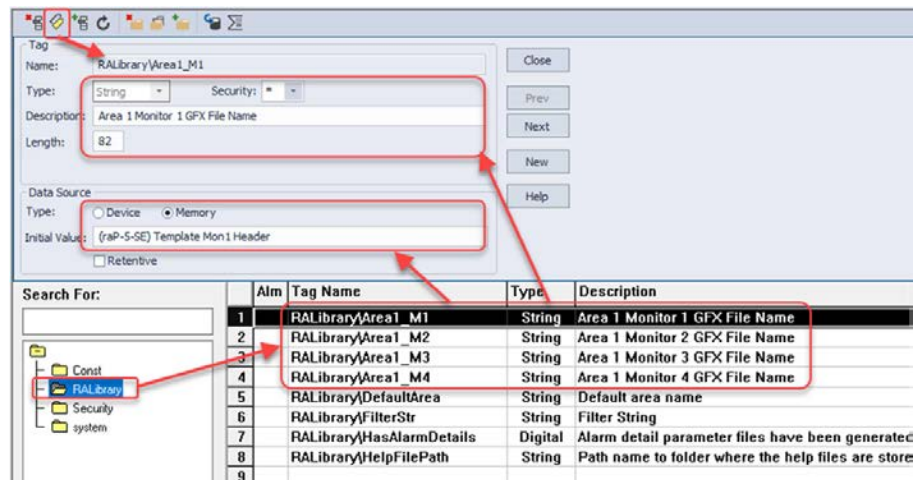 Tag
Name: RALibrary\Area1_M1
Close
Type: String Security: *
Prev
Description: Area 1 Monitor 1 GFX File Name
Next
Length: 82
New
Data Source
Help
Type: Device Memory
Initial Value: (raP-5-SE) Template Mon1 Header
Retentive
Search For:
Const
RALibrary
Security
system
Alm Tag Name Type Description
1 RALibrary\Area1_M1 String Area 1 Monitor 1 GFX File Name
2 RALibrary\Area1_M2 String Area 1 Monitor 2 GFX File Name
3 RALibrary\Area1_M3 String Area 1 Monitor 3 GFX File Name
4 RALibrary\Area1_M4 String Area 1 Monitor 4 GFX File Name
5 RALibrary\DefaultArea String Default area name
6 RALibrary\FilterStr String Filter String
7 RALibrary\HasAlarmDetails Digital Alarm detail parameter files have been generated
8 RALibrary\HelpFilePath String Path name to folder where the help files are store
9